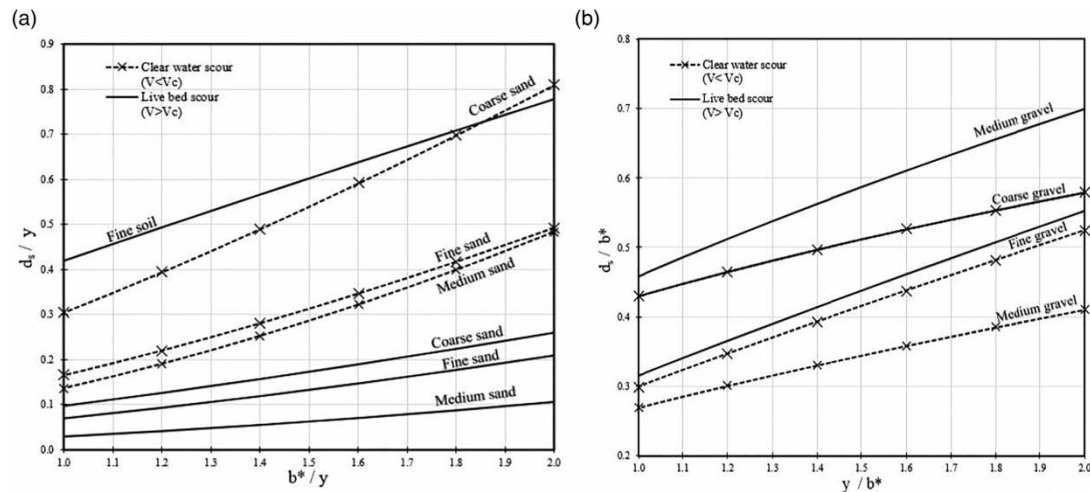 (a)
0.9
0.8
0.7
0.6
0.5
0.4
0.3
0.2
0.1
0.0
d_s / y
Clear water scour
(V<Vc)
Live bed scour
(V>Vc)
Coarse sand
Fine soil
Fine sand
Medium sand
Coarse sand
Fine sand
Medium sand
1.0 1.1 1.2 1.3 1.4 1.5 1.6 1.7 1.8 1.9 2.0
b* / y
(b)
0.8
0.7
0.6
0.5
0.4
0.3
0.2
d_s / b*
Clear water scour
(V< Vc)
Live bed scour
(V> Vc)
Medium gravel
Coarse gravel
Fine gravel
Medium gravel
1.0 1.1 1.2 1.3 1.4 1.5 1.6 1.7 1.8 1.9 2.0
y / b*